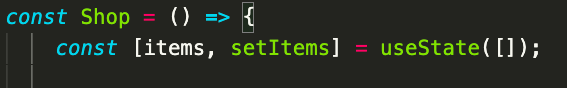 const Shop = () => {
const [items, setItems] = useState([]);